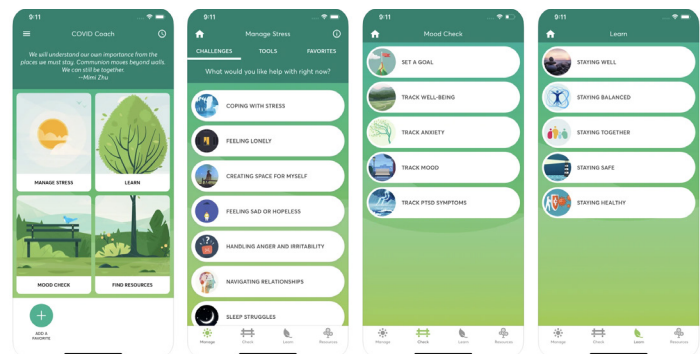 9:11
COVID Coach
We will understand our own importance from the
places we must stay. Communion moves beyond walls.
We can still be together.
--Mimi Zhu
MANAGE STRESS
LEARN
MOOD CHECK
FIND RESOURCES
ADD A
FAVORITE
9:11
Manage Stress
CHALLENGES
TOOLS
FAVORITES
What would you like help with right now?
COPING WITH STRESS
FEELING LONELY
CREATING SPACE FOR MYSELF
FEELING SAD OR HOPELESS
HANDLING ANGER AND IRRITABILITY
NAVIGATING RELATIONSHIPS
SLEEP STRUGGLES
Manage
Check
Learn
Resources
9:11
Mood Check
SET A GOAL
TRACK WELL-BEING
TRACK ANXIETY
TRACK MOOD
TRACK PTSD SYMPTOMS
Manage
Check
Learn
Resources
9:11
Learn
STAYING WELL
STAYING BALANCED
STAYING TOGETHER
STAYING SAFE
STAYING HEALTHY
Manage
Check
Learn
Resources